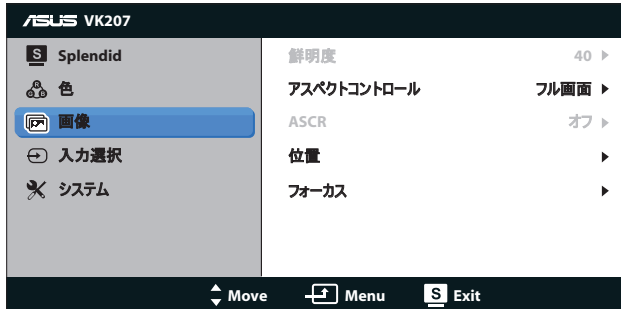 ASUS VK207
S Splendid
色
画像
入力選択
システム
鮮明度 40
アスペクトコントロール フル画面
ASCR オフ
位置
フォーカス
Move Menu S Exit